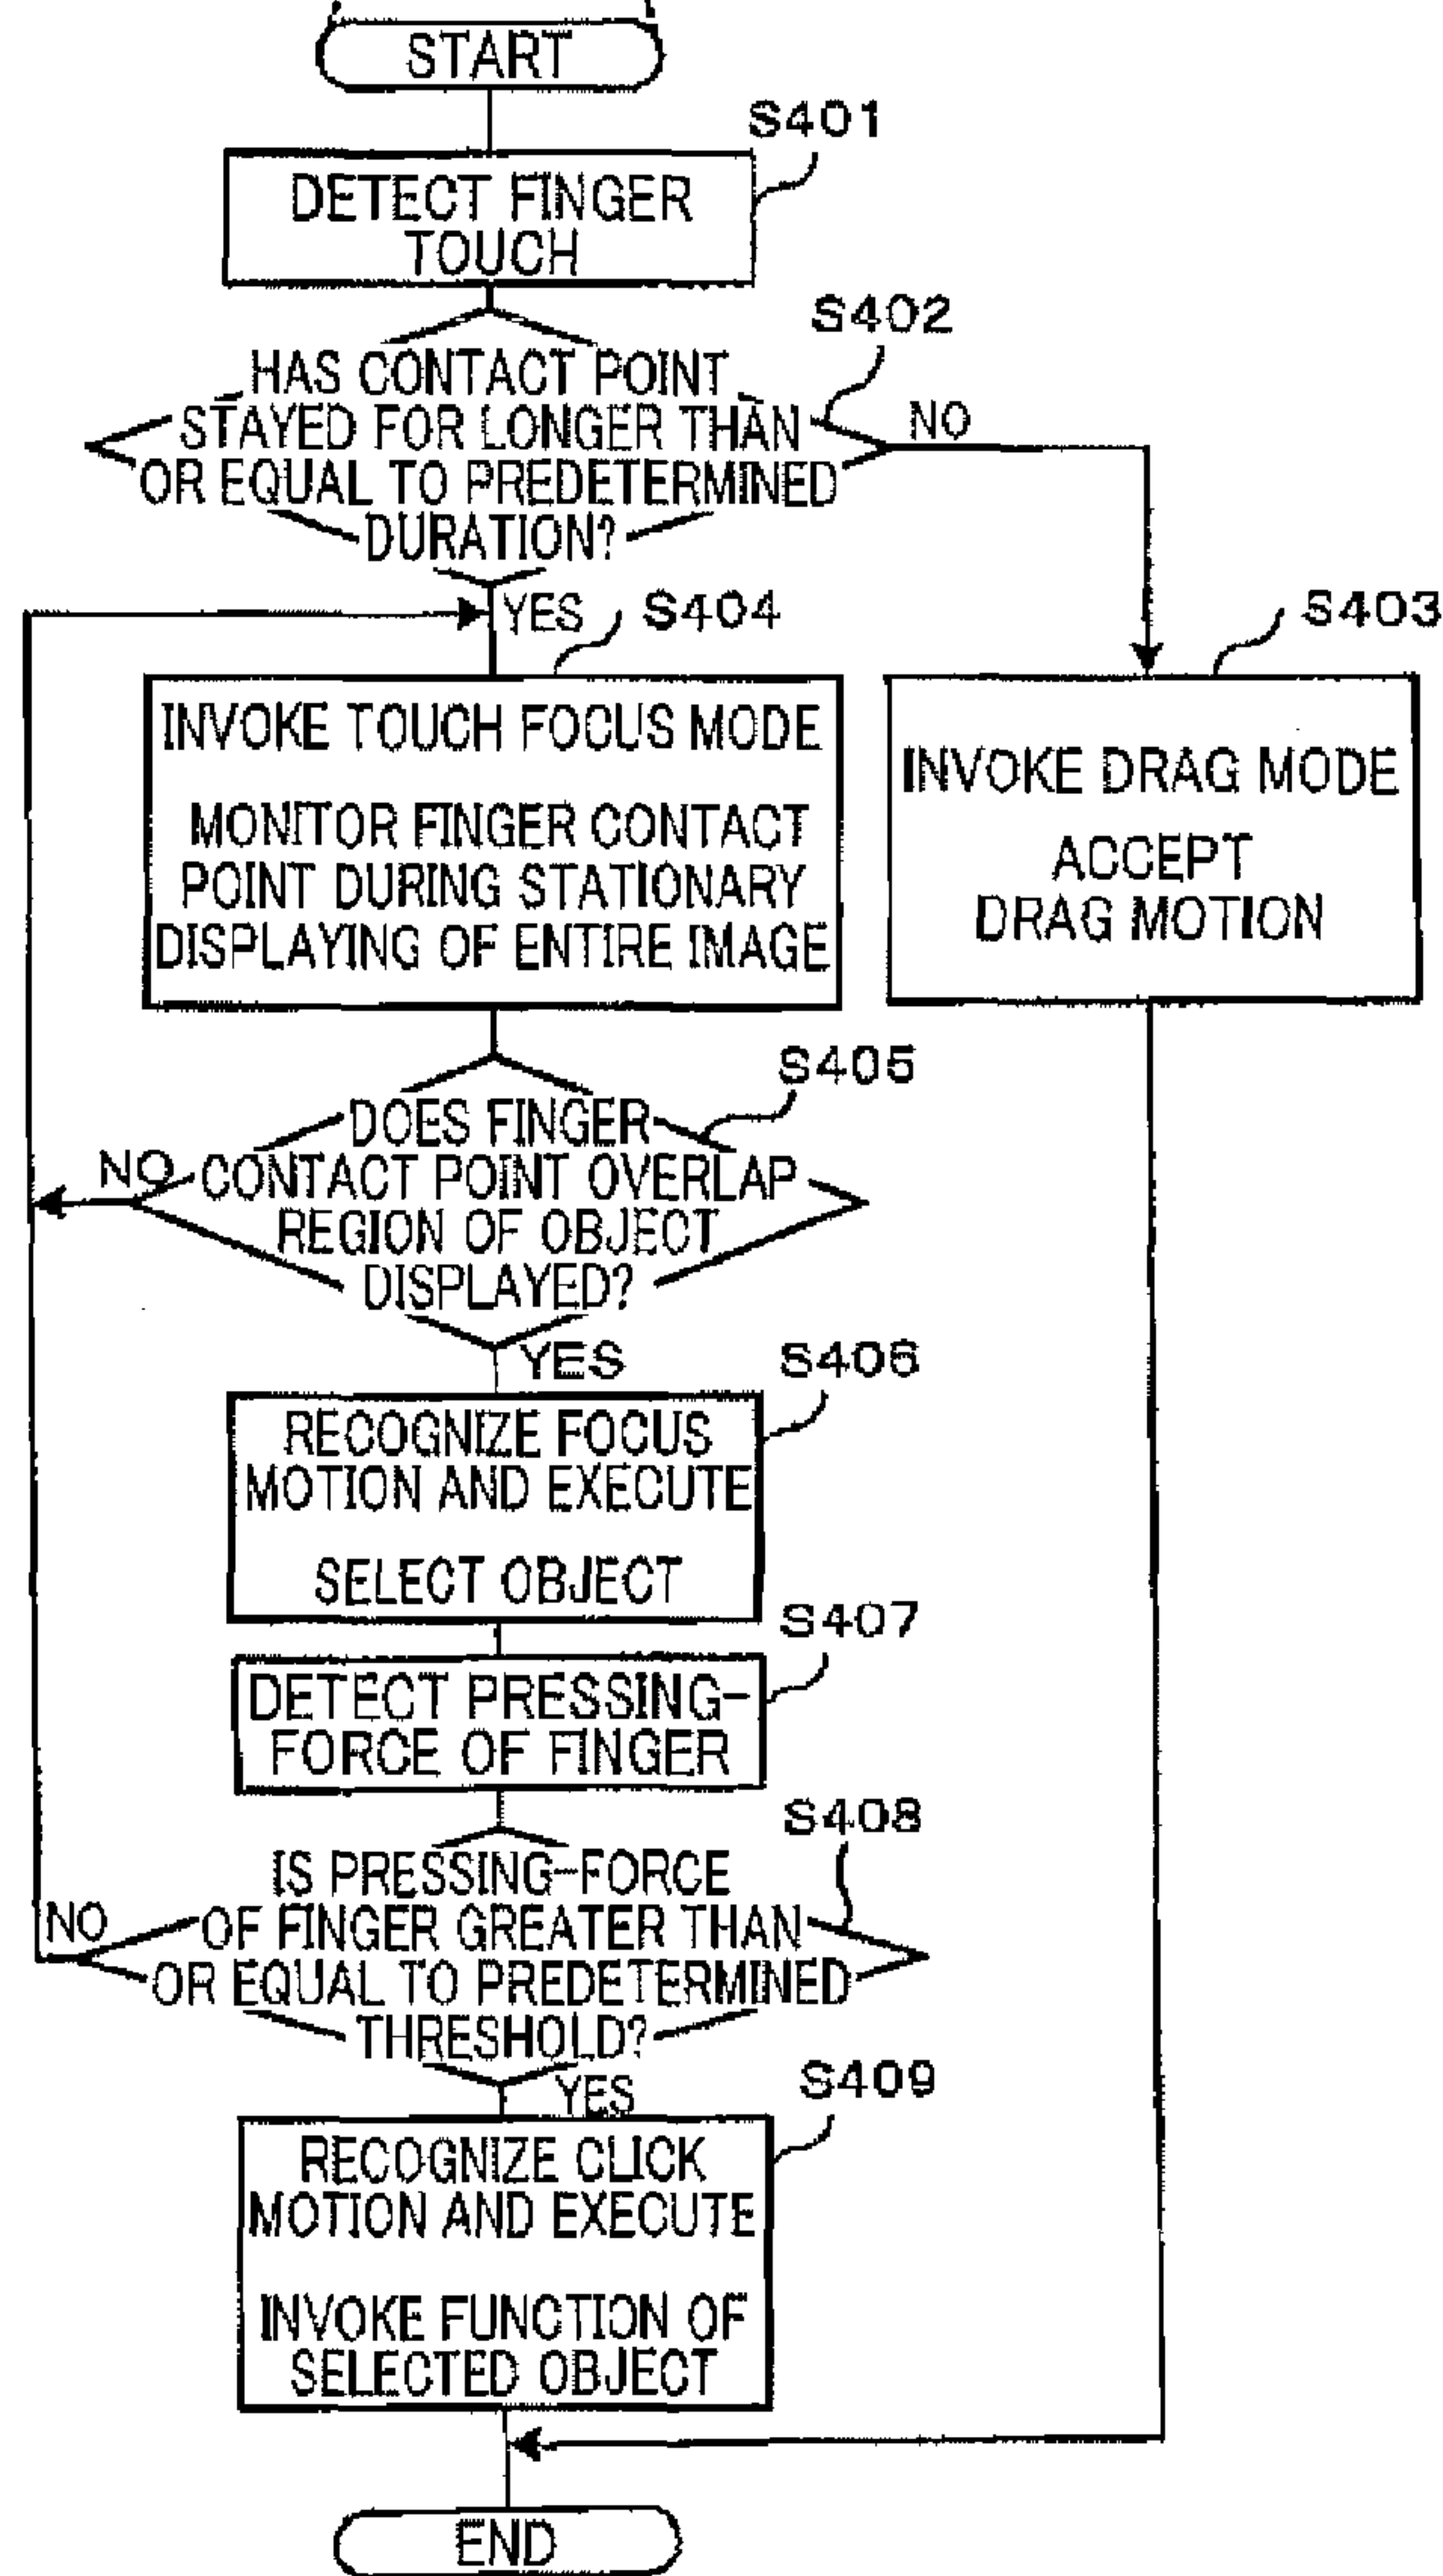 START
S401
DETECT FINGER
TOUCH
S402
HAS CONTACT POINT
STAYED FOR LONGER THAN
OR EQUAL TO PREDETERMINED
DURATION?
NO
YES
S404
S403
INVOKE TOUCH FOCUS MODE
MONITOR FINGER CONTACT
POINT DURING STATIONARY
DISPLAYING OF ENTIRE IMAGE
INVOKE DRAG MODE
ACCEPT
DRAG MOTION
S405
DOES FINGER
CONTACT POINT OVERLAP
REGION OF OBJECT
DISPLAYED?
NO
YES
S406
RECOGNIZE FOCUS
MOTION AND EXECUTE
SELECT OBJECT
S407
DETECT PRESSING-
FORCE OF FINGER
S408
IS PRESSING-FORCE
OF FINGER GREATER THAN
OR EQUAL TO PREDETERMINED
THRESHOLD?
NO
YES
S409
RECOGNIZE CLICK
MOTION AND EXECUTE
INVOKE FUNCTION OF
SELECTED OBJECT
END